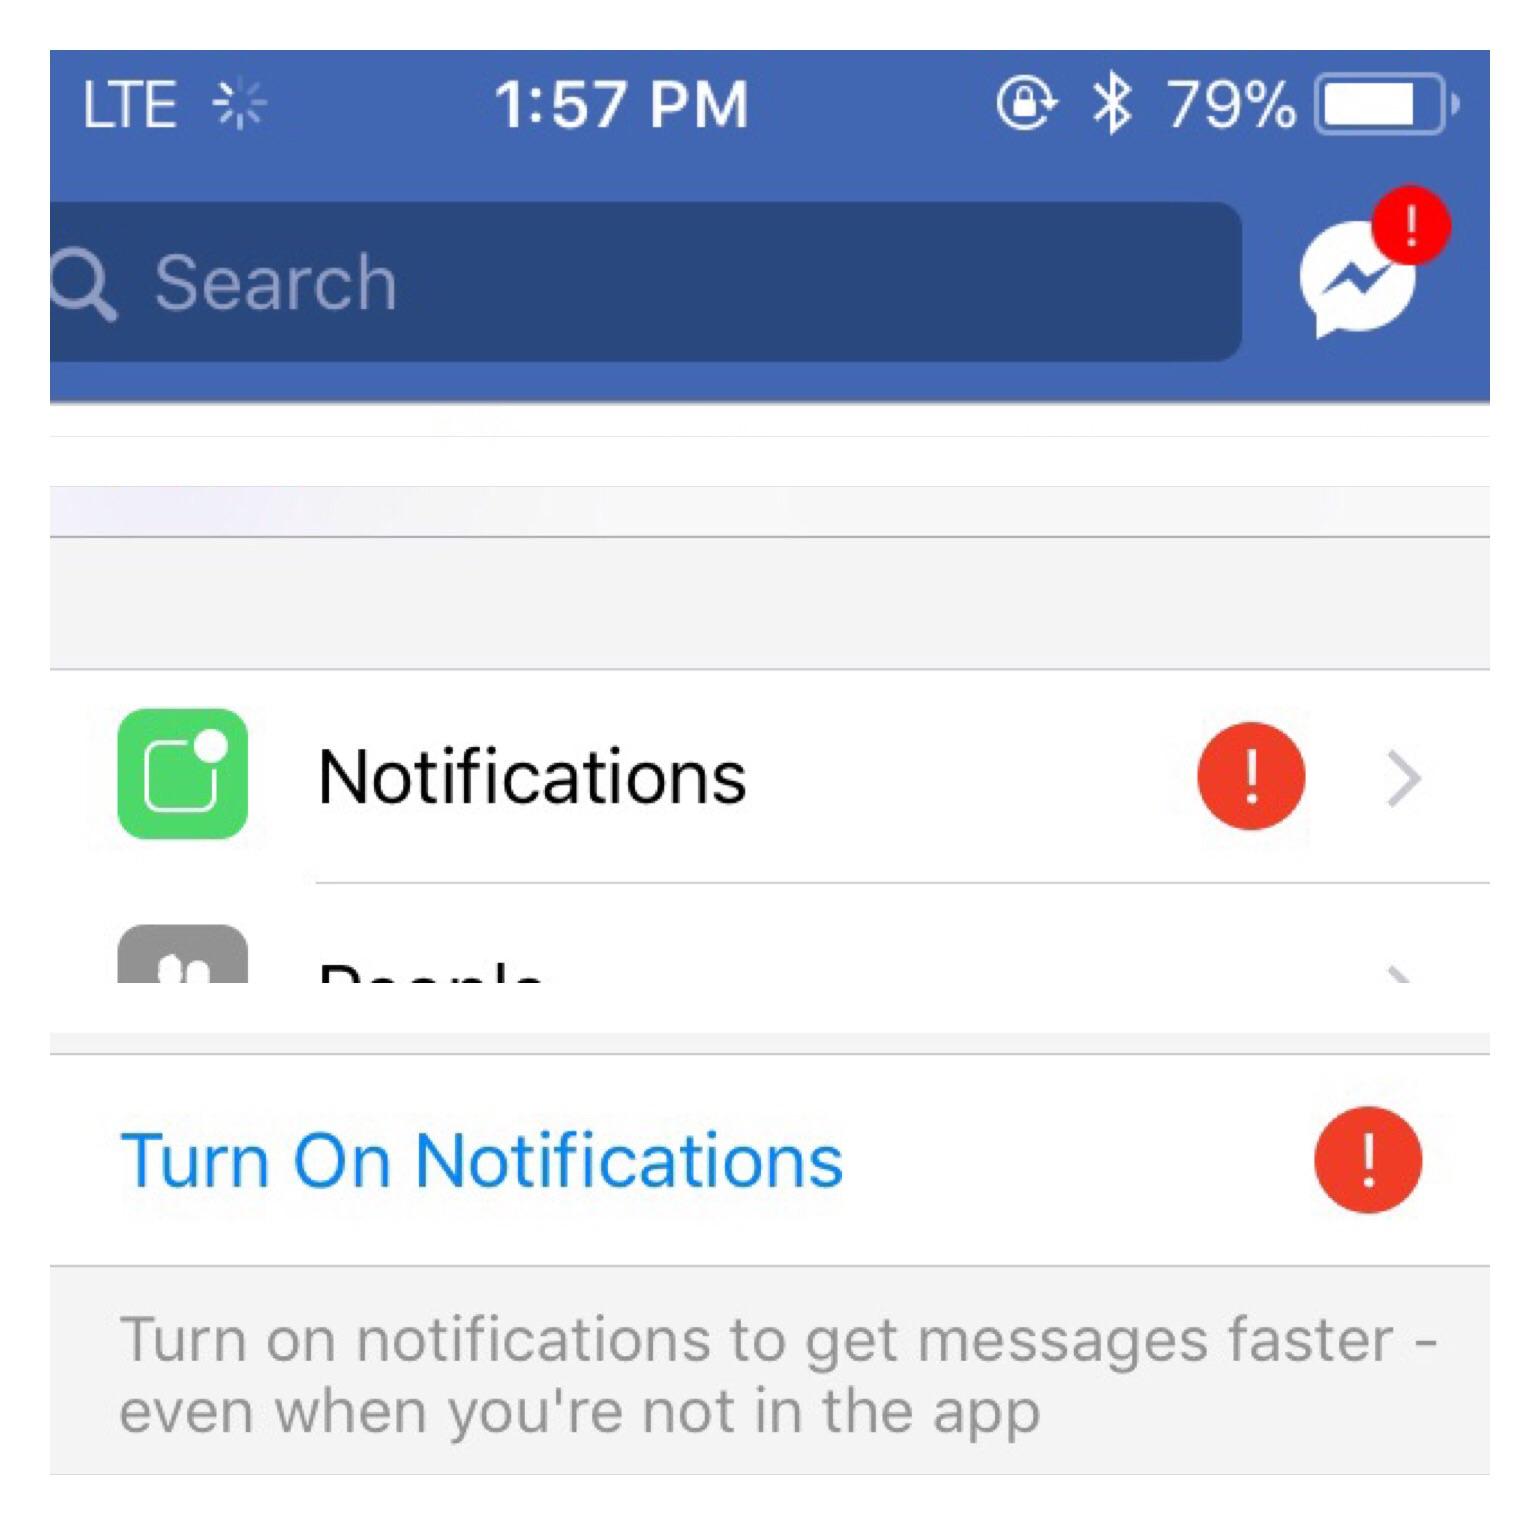 LTE 1:57 PM 79%
!
Search
Notifications !
People
Turn On Notifications !
Turn on notifications to get messages faster -
even when you're not in the app